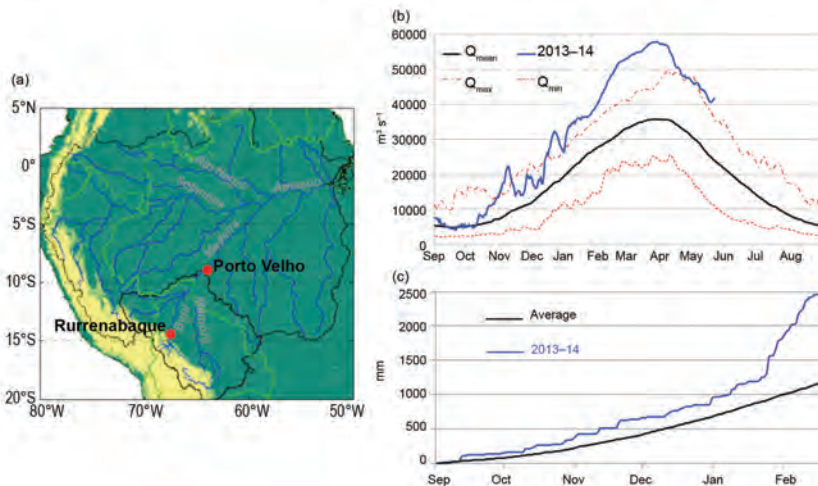 (a)
5°N
0°
5°S
10°S
15°S
20°S
80°W
70°W
60°W
50°W
Porto Velho
Rurrenabaque
(b)
60000
50000
40000
30000
20000
10000
0
m³ s⁻¹
Qmean
2013–14
Qmax
Qmin
Sep Oct Nov Dec Jan Feb Mar Apr May Jun Jul Aug.
(c)
2500
2000
1500
1000
500
0
mm
Average
2013–14
Sep Oct Nov Dec Jan Feb